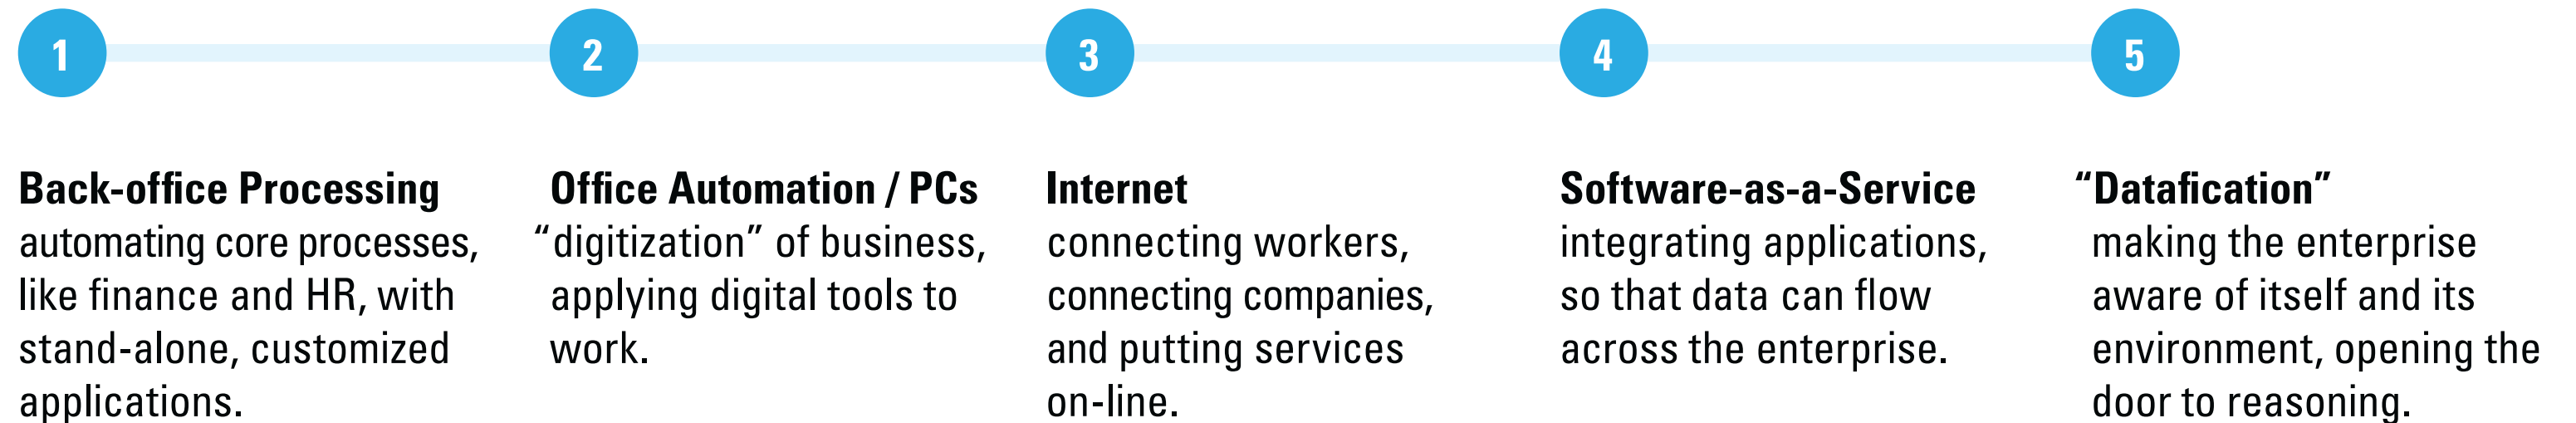 1
2
3
4
5
Back-office Processing
automating core processes,
like finance and HR, with
stand-alone, customized
applications.
Office Automation / PCs
“digitization” of business,
applying digital tools to
work.
Internet
connecting workers,
connecting companies,
and putting services
on-line.
Software-as-a-Service
integrating applications,
so that data can flow
across the enterprise.
“Datafication”
making the enterprise
aware of itself and its
environment, opening the
door to reasoning.